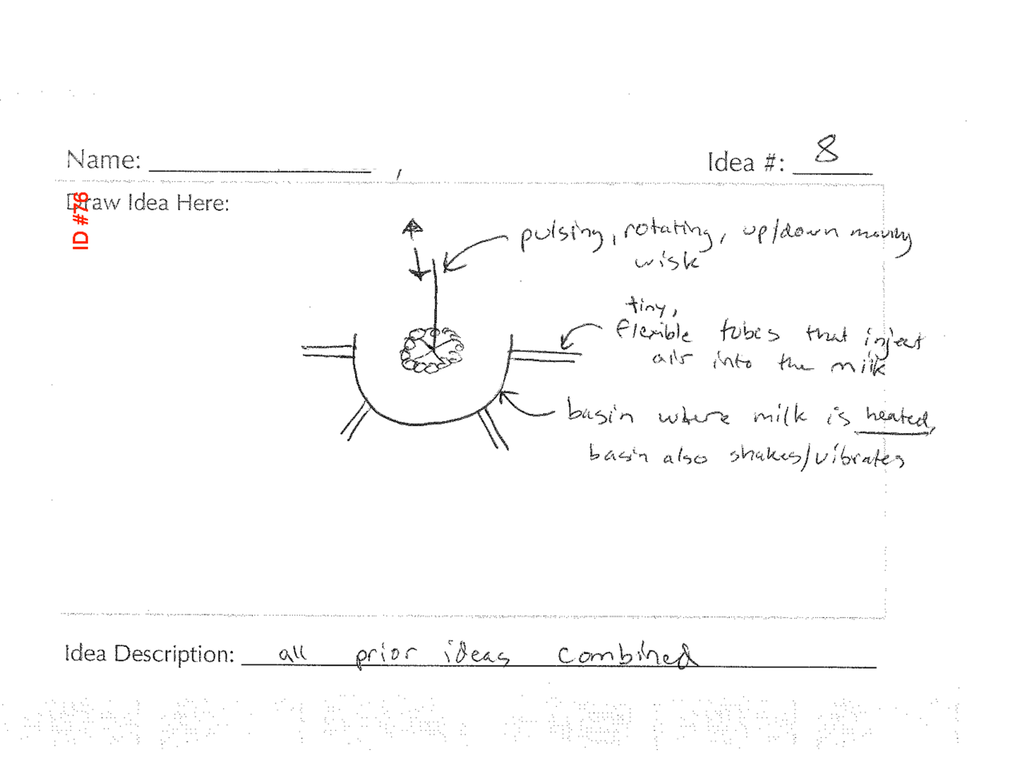 Name:
Idea #: 8
ID #76
Draw Idea Here:
pulsing, rotating, up/down moving
wisk
tiny,
flexible tubes that inject
air into the milk
basin where milk is heated,
basin also shakes/vibrates
Idea Description: all prior ideas combined